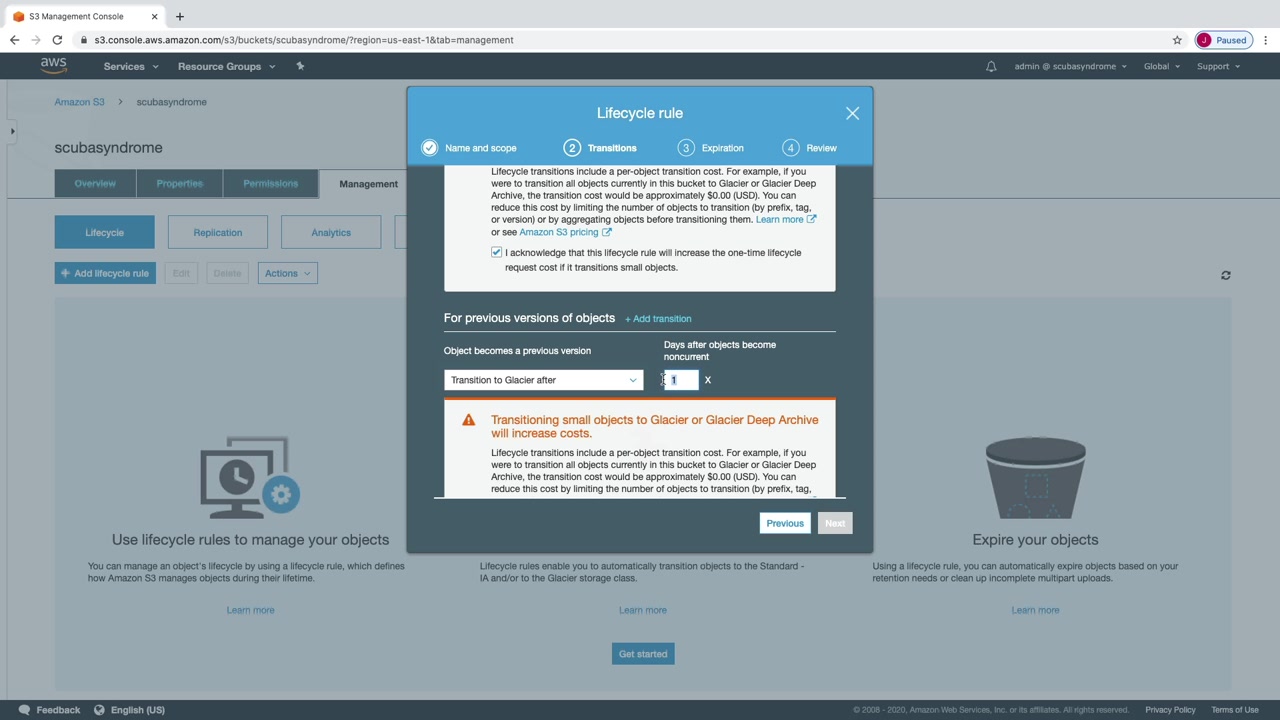 S3 Management Console
s3.console.aws.amazon.com/s3/buckets/scubasyndrome/?region=us-east-1&tab=management
J Paused
aws Services Resource Groups admin @ scubasyndrome Global Support
Amazon S3 > scubasyndrome
scubasyndrome
Overview Properties Permissions Management
Lifecycle Replication Analytics
+ Add lifecycle rule Edit Delete Actions
Lifecycle rule
Name and scope 2 Transitions 3 Expiration 4 Review
Lifecycle transitions include a per-object transition cost. For example, if you
were to transition all objects currently in this bucket to Glacier or Glacier Deep
Archive, the transition cost would be approximately $0.00 (USD). You can
reduce this cost by limiting the number of objects to transition (by prefix, tag,
or version) or by aggregating objects before transitioning them. Learn more
or see Amazon S3 pricing
I acknowledge that this lifecycle rule will increase the one-time lifecycle
request cost if it transitions small objects.
For previous versions of objects + Add transition
Object becomes a previous version
Days after objects become
noncurrent
Transition to Glacier after 1 X
Transitioning small objects to Glacier or Glacier Deep Archive
will increase costs.
Lifecycle transitions include a per-object transition cost. For example, if you
were to transition all objects currently in this bucket to Glacier or Glacier Deep
Archive, the transition cost would be approximately $0.00 (USD). You can
reduce this cost by limiting the number of objects to transition (by prefix, tag,
Previous Next
Use lifecycle rules to manage your objects
You can manage an object's lifecycle by using a lifecycle rule, which defines
how Amazon S3 manages objects during their lifetime.
Learn more
Lifecycle rules enable you to automatically transition objects to the Standard -
IA and/or to the Glacier storage class.
Learn more
Expire your objects
Using a lifecycle rule, you can automatically expire objects based on your
retention needs or clean up incomplete multipart uploads.
Learn more
Get started
Feedback English (US) © 2008 - 2020, Amazon Web Services, Inc. or its affiliates. All rights reserved. Privacy Policy Terms of Use